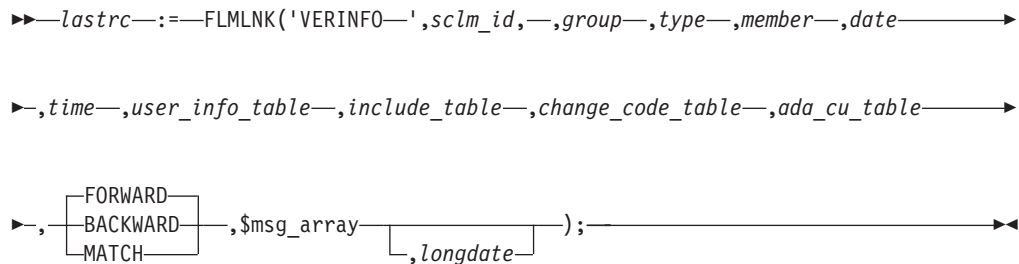 lastrc := FLMLNK('VERINFO ',sclm_id, ,group ,type ,member ,date
,time ,user_info_table ,include_table ,change_code_table ,ada_cu_table
FORWARD
, BACKWARD ,$msg_array );
MATCH ,longdate